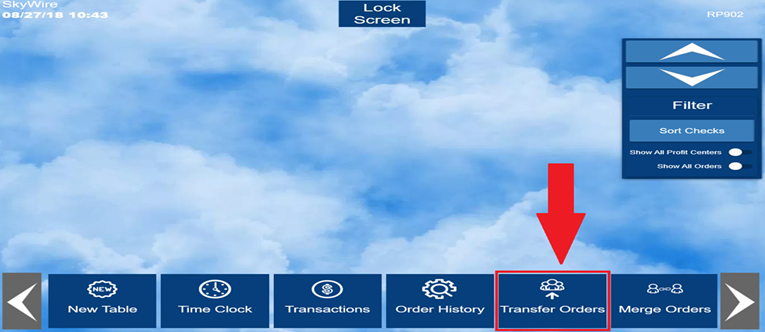 SkyWire
08/27/18 10:43
Lock
Screen
RP902
Filter
Sort Checks
Show All Profit Centers
Show All Orders
NEW
New Table
Time Clock
$
Transactions
Order History
Transfer Orders
Merge Orders